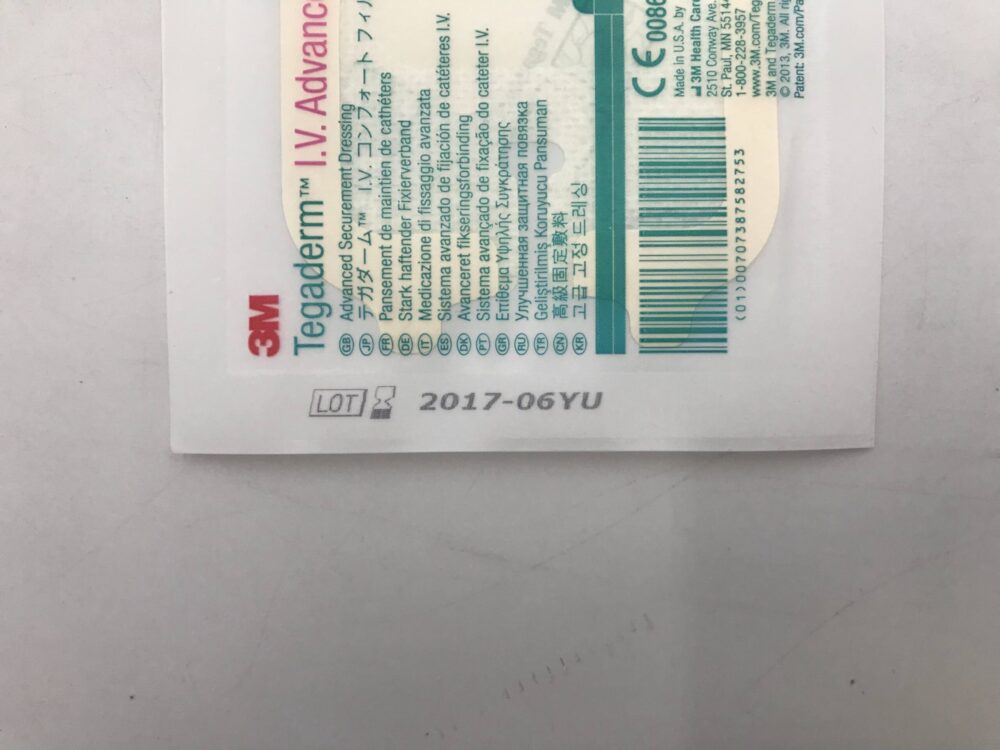 3M
Tegaderm™ I.V. Advanc
GB Advanced Securement Dressing
JP テガダーム™ I.V. コンフォート フィ
FR Pansement de maintien de cathéters
DE Stark haftender Fixierverband
IT Medicazione di fissaggio avanzata
ES Sistema avanzado de fijación de catéteres I.V.
DK Avanceret fikseringsforbinding
PT Sistema avançado de fixação do cateter I.V.
GR Επίθεμα Υψηλής Συγκράτησης
RU Улучшенная защитная повязка
TR Geliştirilmiş Koruyucu Pansuman
CN 高級固定敷料
KR 고급 고정 드레싱
CE 0086
Made in U.S.A. by
3M Health Car
2510 Conway Ave.
St. Paul, MN 5514
1-800-228-3957
www.3M.com/Teg
3M and Tegaderm
© 2013, 3M. All ri
Patent: 3M.com/Pa
(01)00707387582753
LOT 2017-06YU